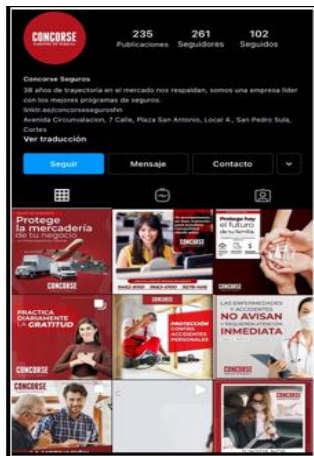 CONCORSE
235
261
102
Publicaciones
Seguidores
Seguidos
Concorse Seguros
38 años de trayectoria en el mercado nos respaldan, somos una empresa líder
con los mejores programas de seguros.
linktr.ee/concorseseguroshn
Avenida Circunvalacion, 7 Calle, Plaza San Antonio, Local 4., San Pedro Sula,
Cortes
Ver traducción
Seguir
Mensaje
Contacto
Protege
la mercadería
de tu negocio
CONCORSE
Protege hoy
el futuro
de tu familia
CONCORSE
PRACTICA
DIARIAMENTE
LA GRATITUD
CONCORSE
CONCORSE
PROTECCIÓN
CONTRA
ACCIDENTES
PERSONALES
LAS ENFERMEDADES
Y ACCIDENTES
NO AVISAN
Y REQUIEREN ATENCIÓN
INMEDIATA
CONCORSE
CONCORSE
CONCORSE